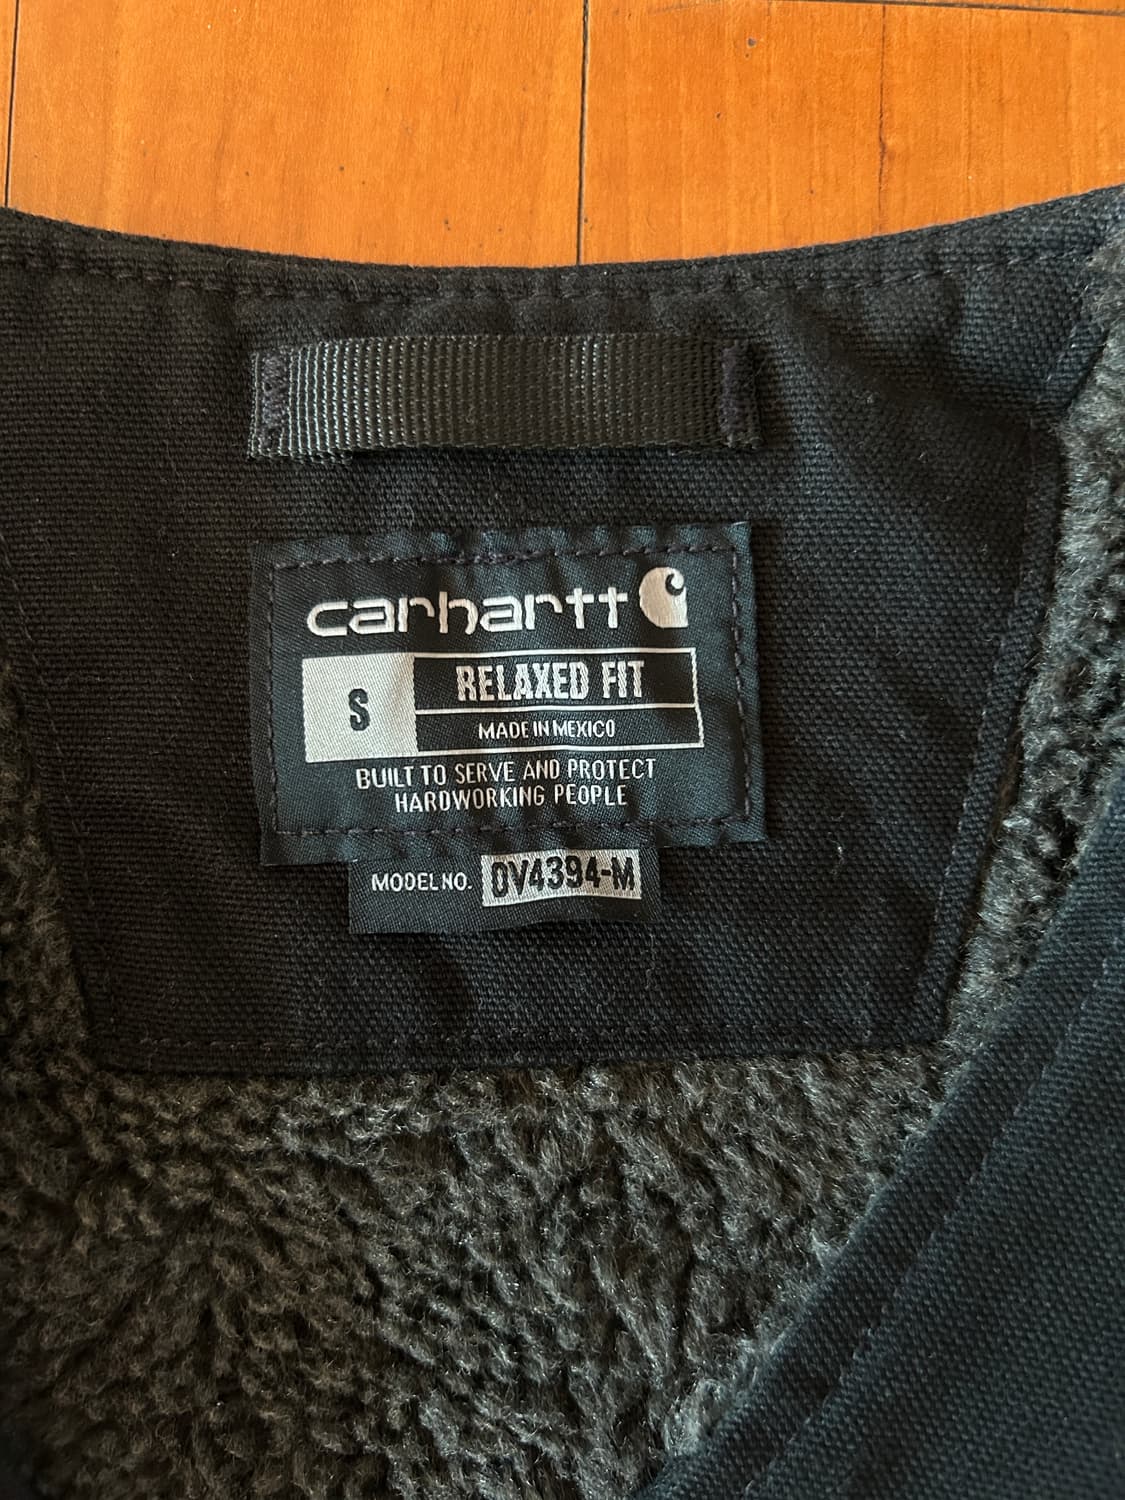 carhartt
S
RELAXED FIT
MADE IN MEXICO
BUILT TO SERVE AND PROTECT
HARDWORKING PEOPLE
MODEL NO. OV4394-M